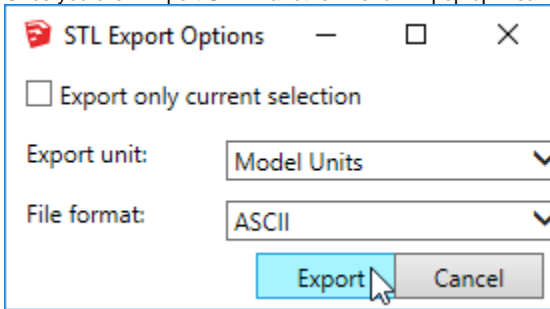 STL Export Options
Export only current selection
Export unit: Model Units
File format: ASCII
Export Cancel